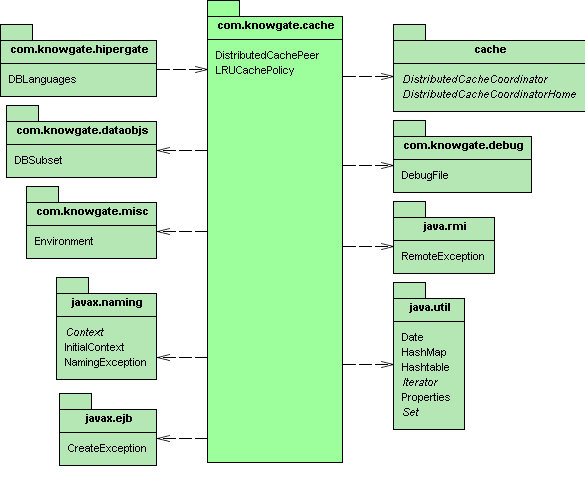 com.knowgate.cache
DistributedCachePeer
LRUCachePolicy
com.knowgate.hipergate
DBLanguages
com.knowgate.dataobjs
DBSubset
com.knowgate.misc
Environment
javax.naming
Context
InitialContext
NamingException
javax.ejb
CreateException
cache
DistributedCacheCoordinator
DistributedCacheCoordinatorHome
com.knowgate.debug
DebugFile
java.rmi
RemoteException
java.util
Date
HashMap
Hashtable
Iterator
Properties
Set